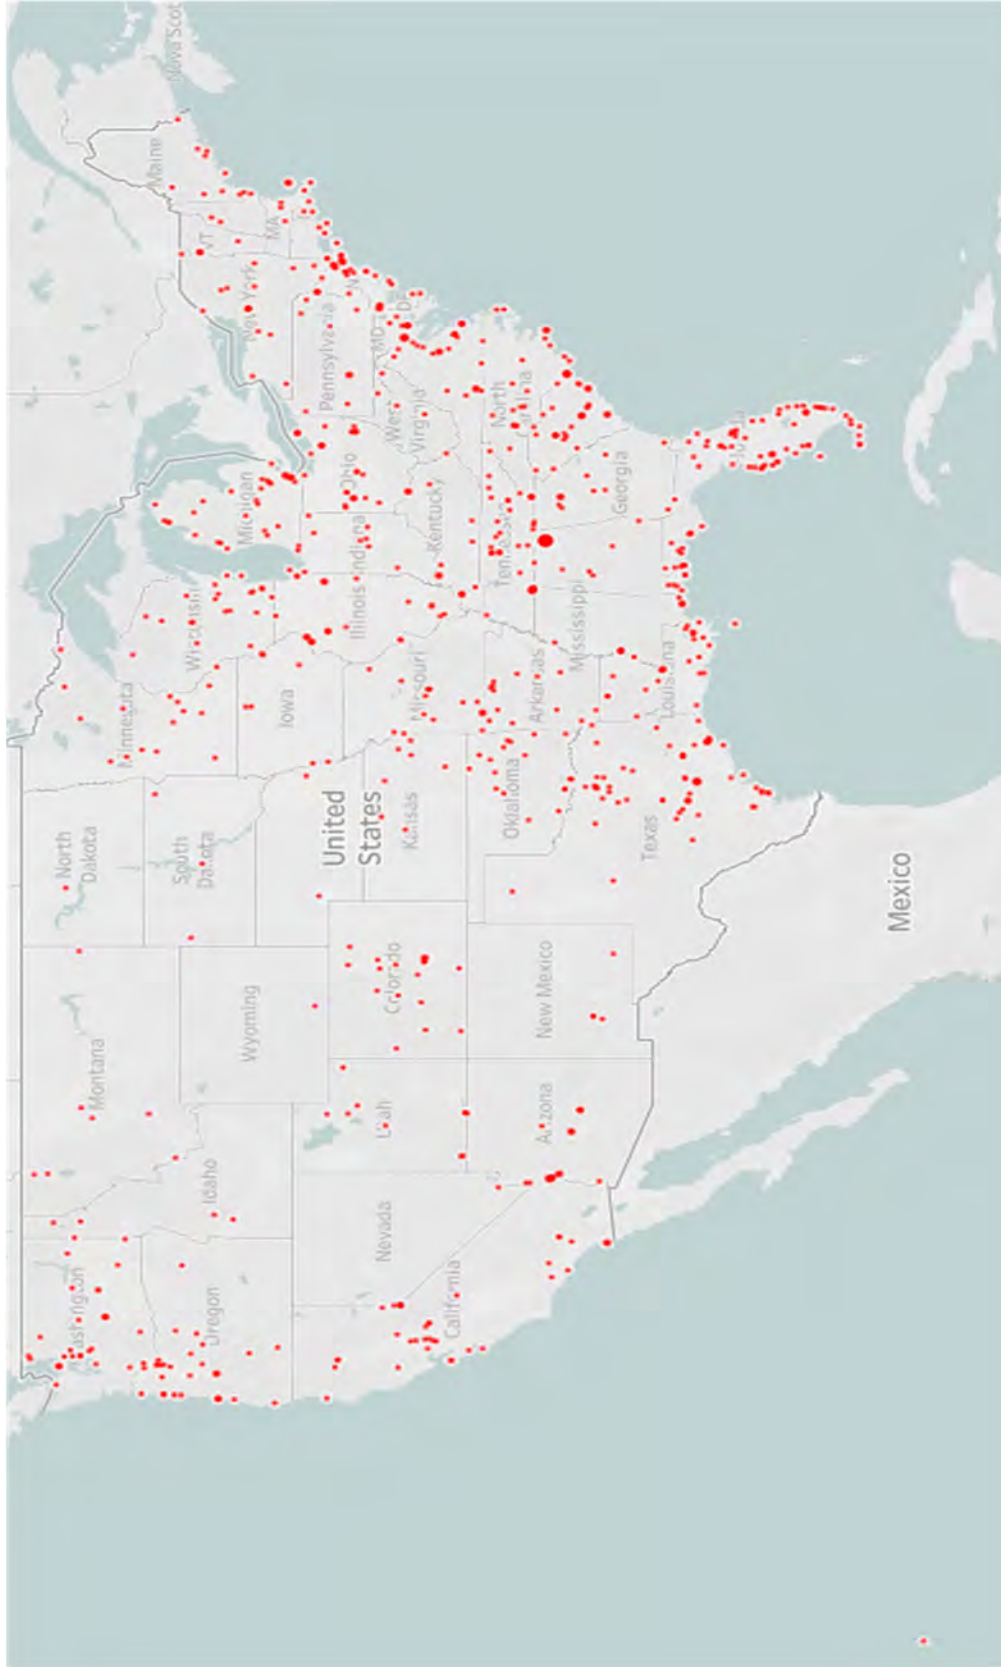 Nova Scot
Maine
VT
MA
New York
Pennsylvania
MD
West
Virginia
Michigan
Ohio
Indiana
Illinois
Kentucky
North
Tennessee
Georgia
Wisconsin
Mississippi
Minnesota
Iowa
Missouri
Arkansas
Louisiana
United
States
Kansas
Oklahoma
Texas
North
Dakota
South
Dakota
Mexico
Montana
Wyoming
Colorado
New Mexico
Idaho
Utah
Arizona
Nevada
Washington
Oregon
California